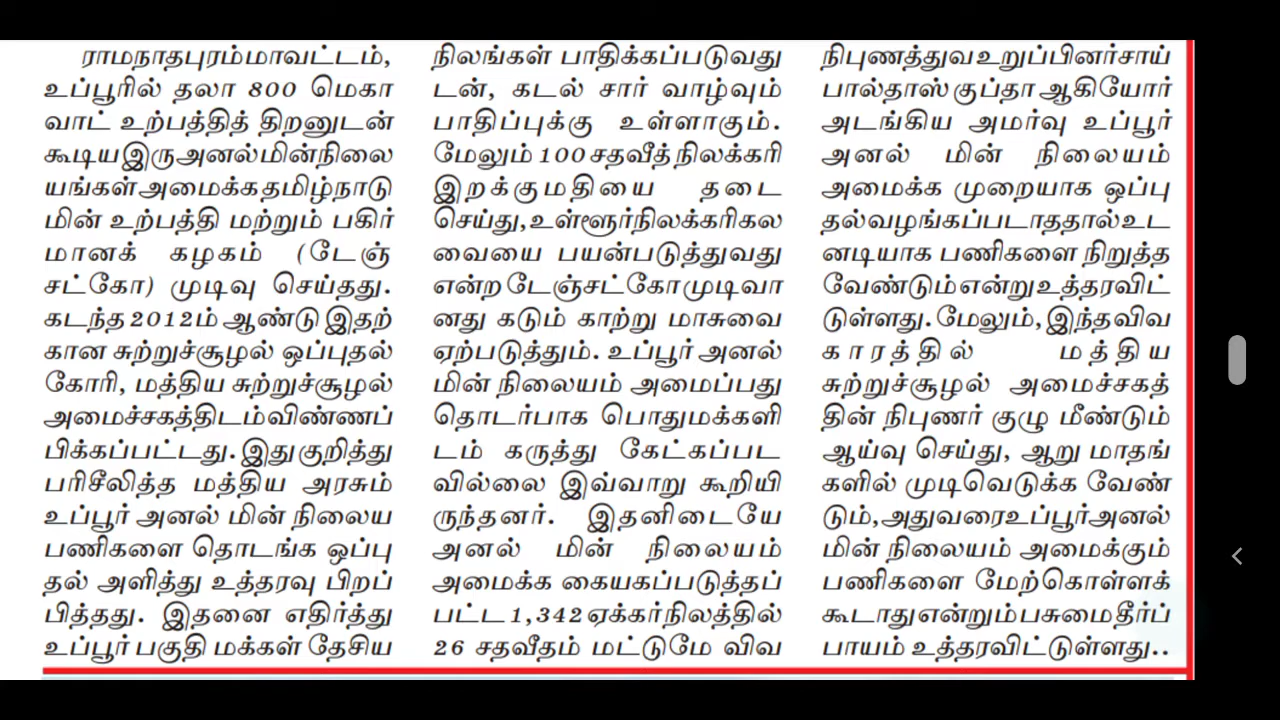 ராமநாதபுரம் மாவட்டம்,
உப்பூரில் தலா 800 மெகா
வாட் உற்பத்தித் திறனுடன்
கூடிய இரு அனல் மின்நிலை
யங்கள் அமைக்க தமிழ்நாடு
மின் உற்பத்தி மற்றும் பகிர்
மானக் கழகம் (டேஞ்
சட்கோ) முடிவு செய்தது.
கடந்த 2012ம் ஆண்டு இதற்
கான சுற்றுச்சூழல் ஒப்புதல்
கோரி, மத்திய சுற்றுச்சூழல்
அமைச்சகத்திடம் விண்ணப்
பிக்கப்பட்டது. இது குறித்து
பரிசீலித்த மத்திய அரசும்
உப்பூர் அனல் மின் நிலைய
பணிகளை தொடங்க ஒப்பு
தல் அளித்து உத்தரவு பிறப்
பித்தது. இதனை எதிர்த்து
உப்பூர் பகுதி மக்கள் தேசிய
நிலங்கள் பாதிக்கப்படுவது
டன், கடல் சார் வாழ்வும்
பாதிப்புக்கு உள்ளாகும்.
மேலும் 100 சதவீத் நிலக்கரி
இறக்குமதியை தடை
செய்து, உள்ளூர் நிலக்கரி கல
வையை பயன்படுத்துவது
என்ற டேஞ்சட்கோ முடிவா
னது கடும் காற்று மாசுவை
ஏற்படுத்தும். உப்பூர் அனல்
மின் நிலையம் அமைப்பது
தொடர்பாக பொதுமக்களி
டம் கருத்து கேட்கப்பட
வில்லை இவ்வாறு கூறியி
ருந்தனர். இதனிடையே
அனல் மின் நிலையம்
அமைக்க கையகப்படுத்தப்
பட்ட 1,342 ஏக்கர் நிலத்தில்
26 சதவீதம் மட்டுமே விவ
நிபுணத்துவ உறுப்பினர் சாய்
பால்தாஸ் குப்தா ஆகியோர்
அடங்கிய அமர்வு உப்பூர்
அனல் மின் நிலையம்
அமைக்க முறையாக ஒப்பு
தல் வழங்கப்படாததால் உட
னடியாக பணிகளை நிறுத்த
வேண்டும் என்று உத்தரவிட்
டுள்ளது. மேலும், இந்த விவ
காரத்தில் மத்திய
சுற்றுச்சூழல் அமைச்சகத்
தின் நிபுணர் குழு மீண்டும்
ஆய்வு செய்து, ஆறு மாதங்
களில் முடிவெடுக்க வேண்
டும், அதுவரை உப்பூர் அனல்
மின் நிலையம் அமைக்கும்
பணிகளை மேற்கொள்ளக்
கூடாது என்றும் பசுமை தீர்ப்
பாயம் உத்தரவிட்டுள்ளது..